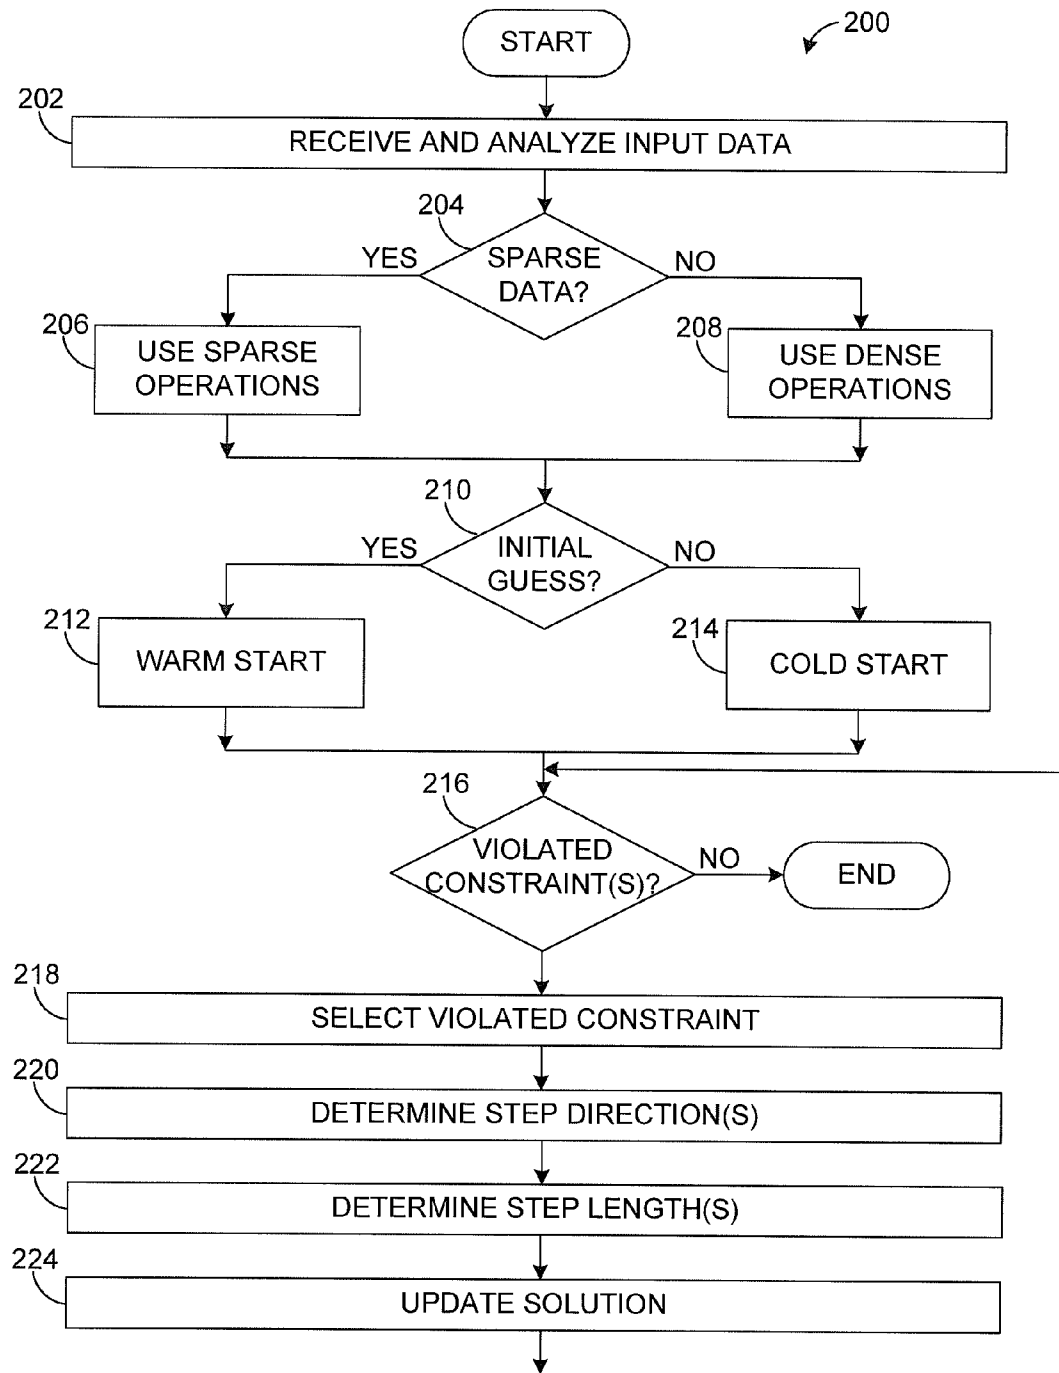 200
START
202
RECEIVE AND ANALYZE INPUT DATA
204
YES
SPARSE
DATA?
NO
206
USE SPARSE
OPERATIONS
208
USE DENSE
OPERATIONS
210
YES
INITIAL
GUESS?
NO
212
WARM START
214
COLD START
216
VIOLATED
CONSTRAINT(S)?
NO
END
218
SELECT VIOLATED CONSTRAINT
220
DETERMINE STEP DIRECTION(S)
222
DETERMINE STEP LENGTH(S)
224
UPDATE SOLUTION